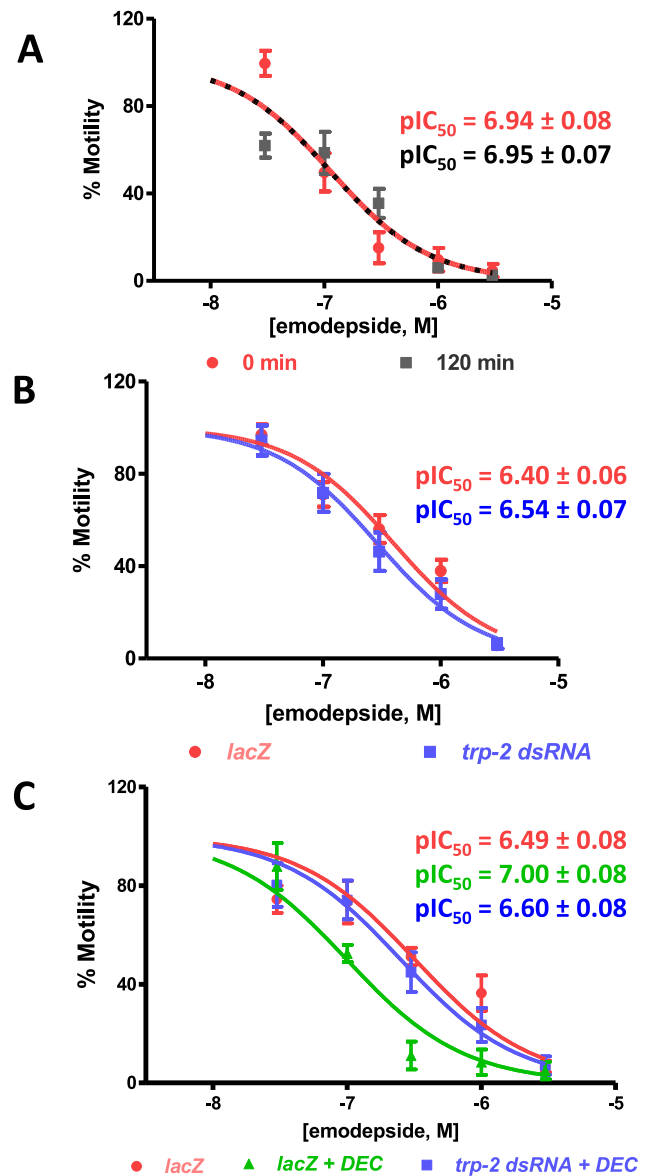 A
120
80
40
0
% Motility
pIC50 = 6.94 ± 0.08
pIC50 = 6.95 ± 0.07
-8 -7 -6 -5
[emodepside, M]
0 min 120 min
B
120
80
40
0
% Motility
pIC50 = 6.40 ± 0.06
pIC50 = 6.54 ± 0.07
-8 -7 -6 -5
[emodepside, M]
lacZ trp-2 dsRNA
C
120
80
40
0
% Motility
pIC50 = 6.49 ± 0.08
pIC50 = 7.00 ± 0.08
pIC50 = 6.60 ± 0.08
-8 -7 -6 -5
[emodepside, M]
lacZ lacZ + DEC trp-2 dsRNA + DEC